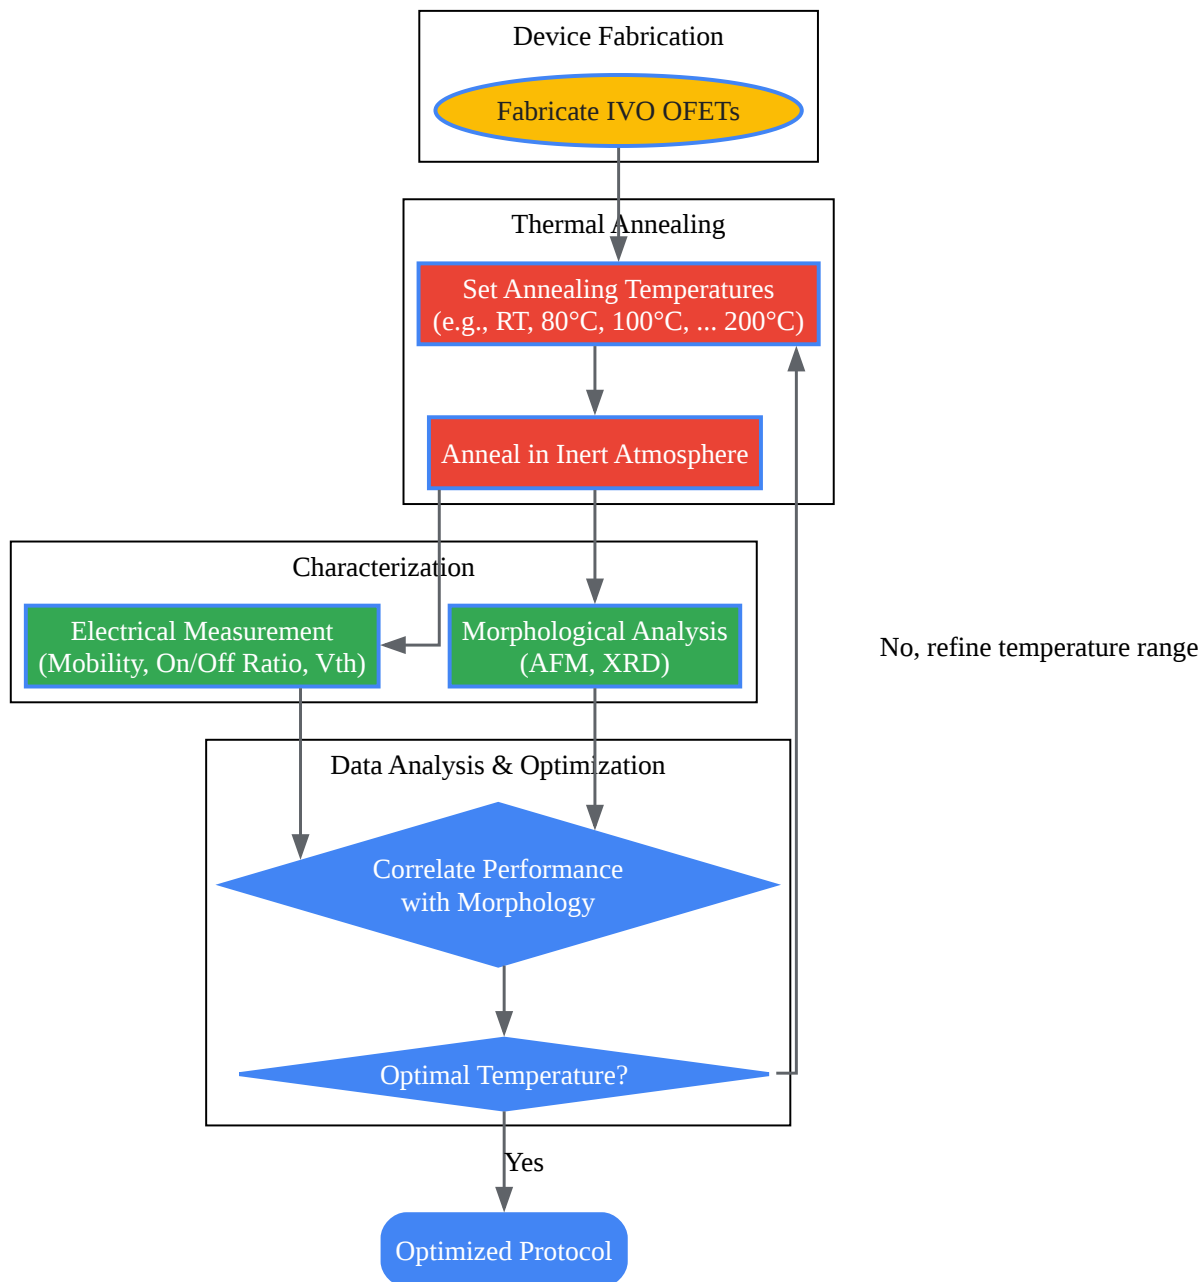 Device Fabrication
Fabricate IVO OFETs
Thermal Annealing
Set Annealing Temperatures
(e.g., RT, 80°C, 100°C, ... 200°C)
Anneal in Inert Atmosphere
Characterization
Electrical Measurement
(Mobility, On/Off Ratio, Vth)
Morphological Analysis
(AFM, XRD)
No, refine temperature range
Data Analysis & Optimization
Correlate Performance
with Morphology
Optimal Temperature?
Yes
Optimized Protocol